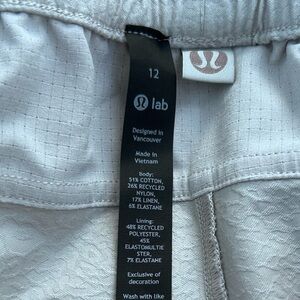 12
lab
Designed in
Vancouver
Made in
Vietnam
Body:
51% COTTON,
26% RECYCLED
NYLON,
17% LINEN,
6% ELASTANE
Lining:
48% RECYCLED
POLYESTER,
45%
ELASTOMULTIE
STER,
7% ELASTANE
Exclusive of
decoration
Wash with like